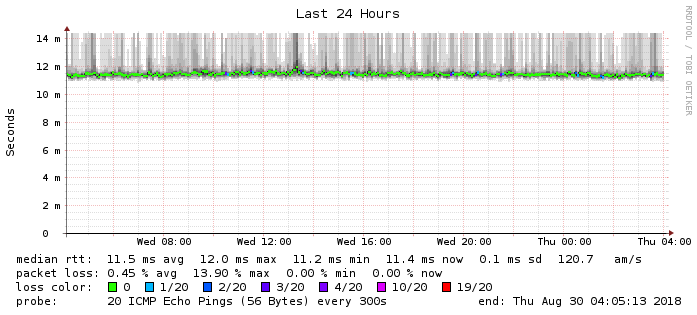 Last 24 Hours
RRDTOOL / TOBI OETIKER
Seconds
14 m
12 m
10 m
8 m
6 m
4 m
2 m
0
Wed 08:00 Wed 12:00 Wed 16:00 Wed 20:00 Thu 00:00 Thu 04:00
median rtt: 11.5 ms avg 12.0 ms max 11.2 ms min 11.4 ms now 0.1 ms sd 120.7 am/s
packet loss: 0.45 % avg 13.90 % max 0.00 % min 0.00 % now
loss color: 0 1/20 2/20 3/20 4/20 10/20 19/20
probe: 20 ICMP Echo Pings (56 Bytes) every 300s end: Thu Aug 30 04:05:13 2018